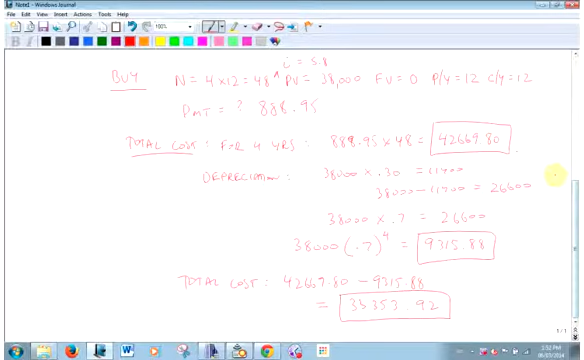 Note1 - Windows Journal
File Edit View Insert Actions Tools Help
100%
i = 5.8
BUY N = 4 x 12 = 48 PV = 38,000 FV = 0 P/Y = 12 C/Y = 12
PMT = ? 888.95
TOTAL COST : FOR 4 YRS : 888.95 x 48 = 42669.80
DEPRECIATION : 38000 x .30 = 11400
38000 - 11400 = 26600
38000 x .7 = 26600
38000 (.7)^4 = 9315.88
TOTAL COST : 42669.80 - 9315.88
= 33353.92
1/1